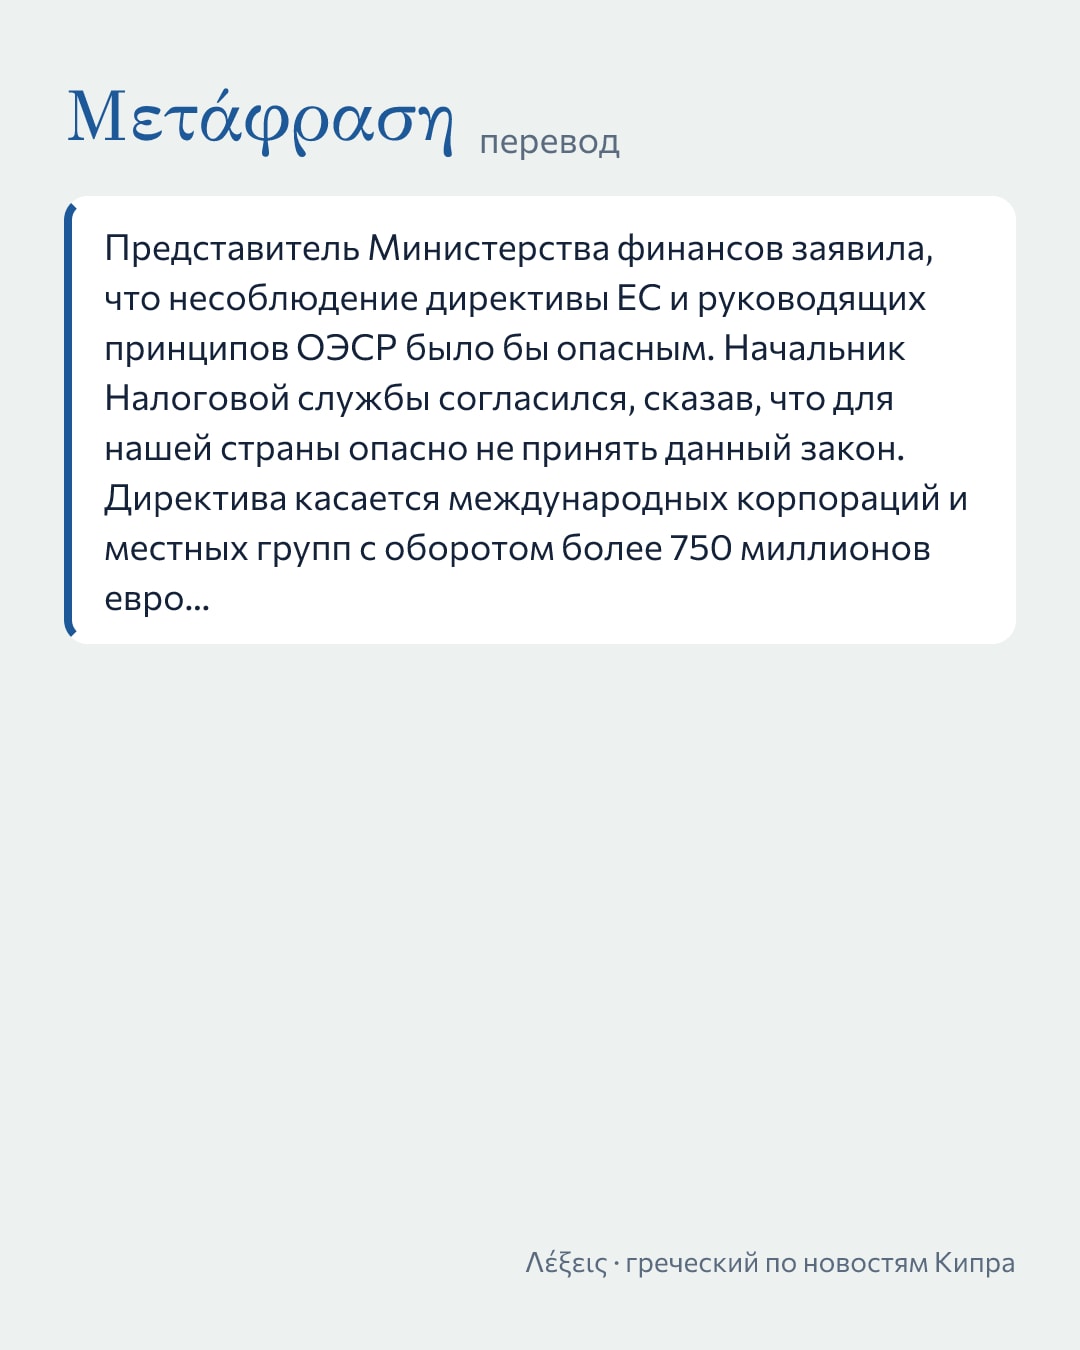 Μετάφραση перевод
Представитель Министерства финансов заявила,
что несоблюдение директивы ЕС и руководящих
принципов ОЭСР было бы опасным. Начальник
Налоговой службы согласился, сказав, что для
нашей страны опасно не принять данный закон.
Директива касается международных корпораций и
местных групп с оборотом более 750 миллионов
евро...
Λέξεις · греческий по новостям Кипра